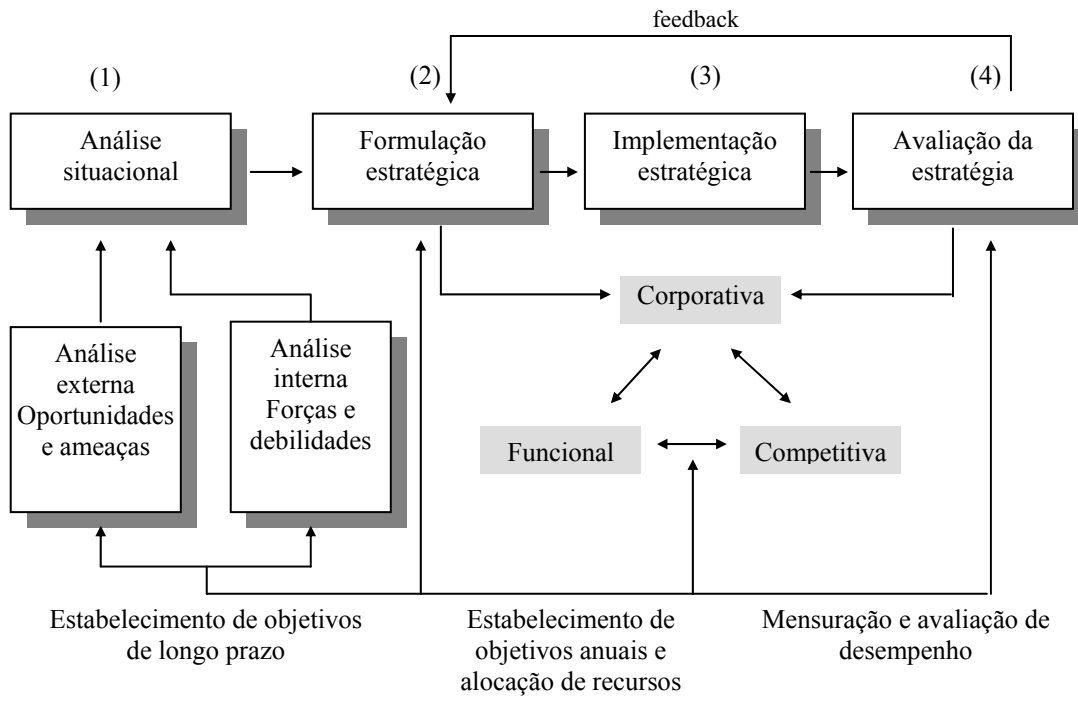 feedback
(1)
(2)
(3)
(4)
Análise
situacional
Formulação
estratégica
Implementação
estratégica
Avaliação da
estratégia
Corporativa
Análise
externa
Oportunidades
e ameaças
Análise
interna
Forças e
debilidades
Funcional
Competitiva
Estabelecimento de objetivos
de longo prazo
Estabelecimento de
objetivos anuais e
alocação de recursos
Mensuração e avaliação de
desempenho